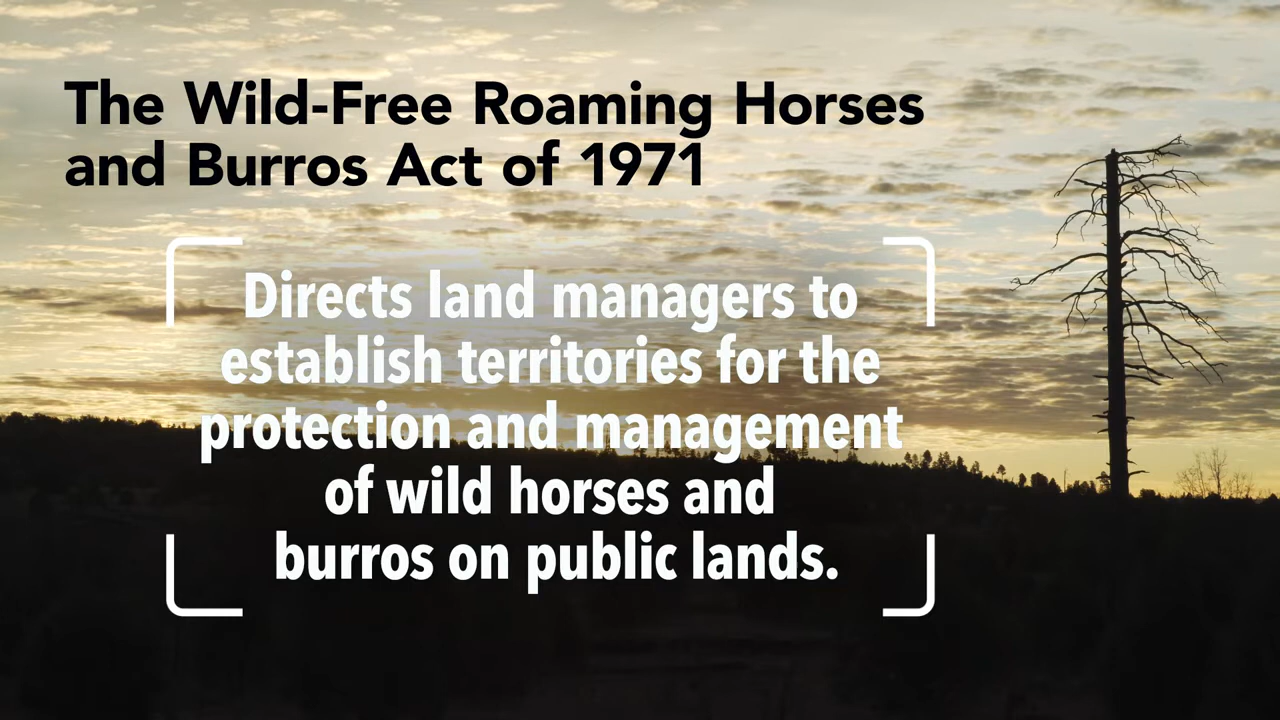 The Wild-Free Roaming Horses
and Burros Act of 1971
Directs land managers to
establish territories for the
protection and management
of wild horses and
burros on public lands.